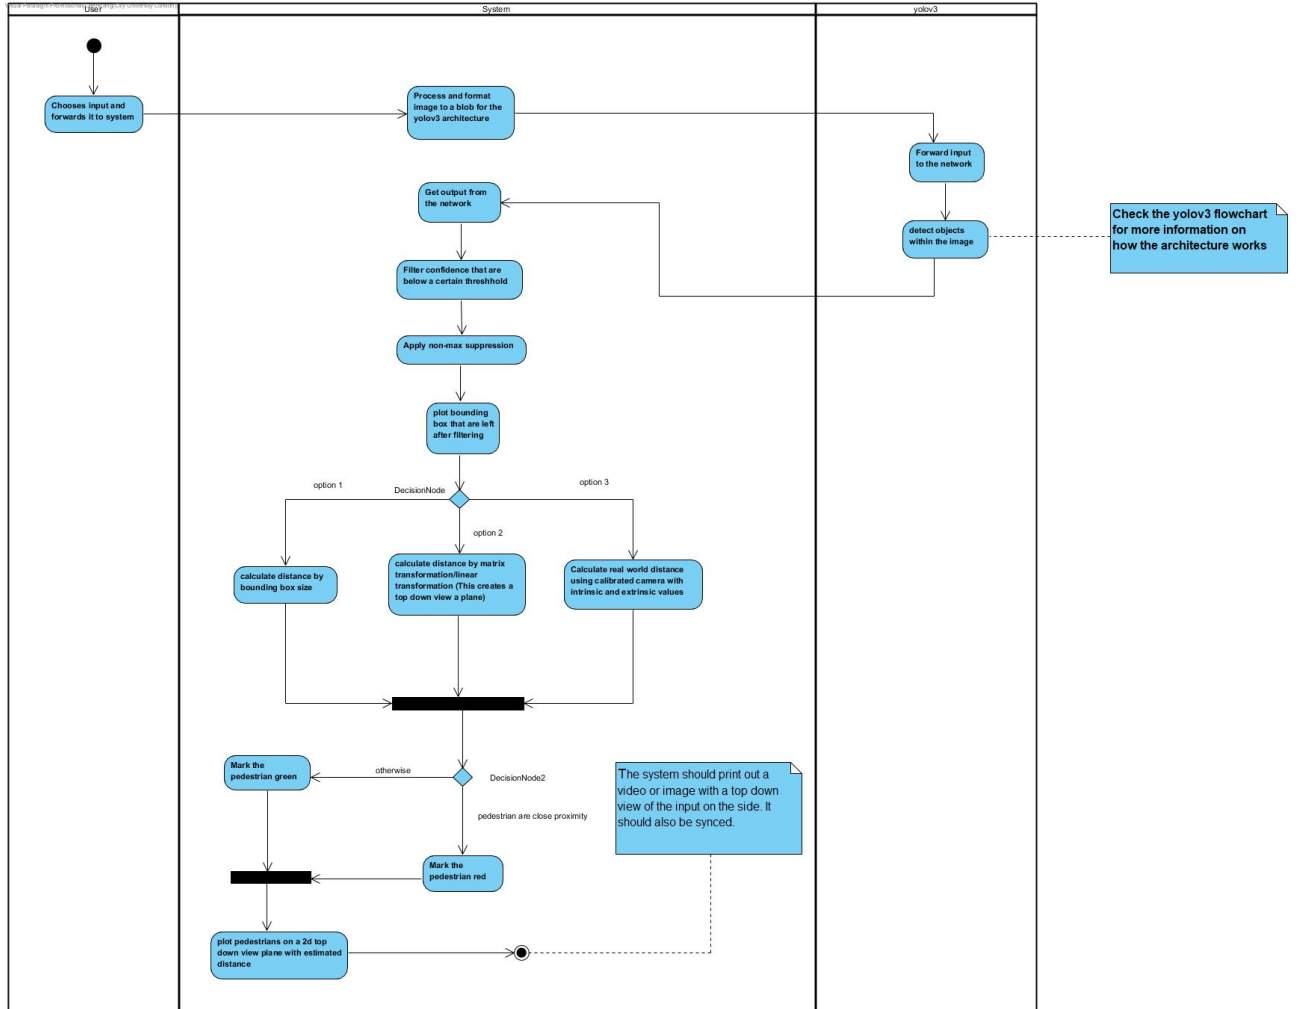 User
System
yolov3
Chooses input and
forwards it to system
Process and format
image to a blob for the
yolov3 architecture
Forward input
to the network
Get output from
the network
detect objects
within the image
Check the yolov3 flowchart
for more information on
how the architecture works
Filter confidence that are
below a certain threshhold
Apply non-max suppression
plot bounding
box that are left
after filtering
option 1
DecisionNode
option 3
option 2
calculate distance by
bounding box size
calculate distance by matrix
transformation/linear
transformation (This creates a
top down view a plane)
Calculate real world distance
using calibrated camera with
intrinsic and extrinsic values
Mark the
pedestrian green
otherwise
DecisionNode2
pedestrian are close proximity
The system should print out a
video or image with a top down
view of the input on the side. It
should also be synced.
Mark the
pedestrian red
plot pedestrians on a 2d top
down view plane with estimated
distance